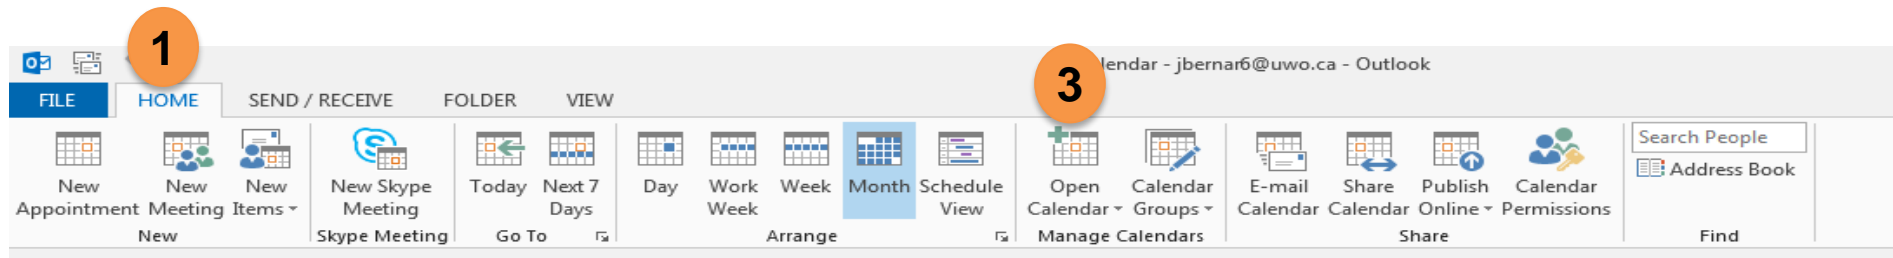 1
3
lendar - jbernar6@uwo.ca - Outlook
FILE HOME SEND / RECEIVE FOLDER VIEW
New Appointment
New Meeting
New Items
New Skype Meeting
Today
Next 7 Days
Day
Work Week
Week
Month
Schedule View
Open Calendar
Calendar Groups
E-mail Calendar
Share Calendar
Publish Online
Calendar Permissions
Search People
Address Book
New
Skype Meeting
Go To
Arrange
Manage Calendars
Share
Find